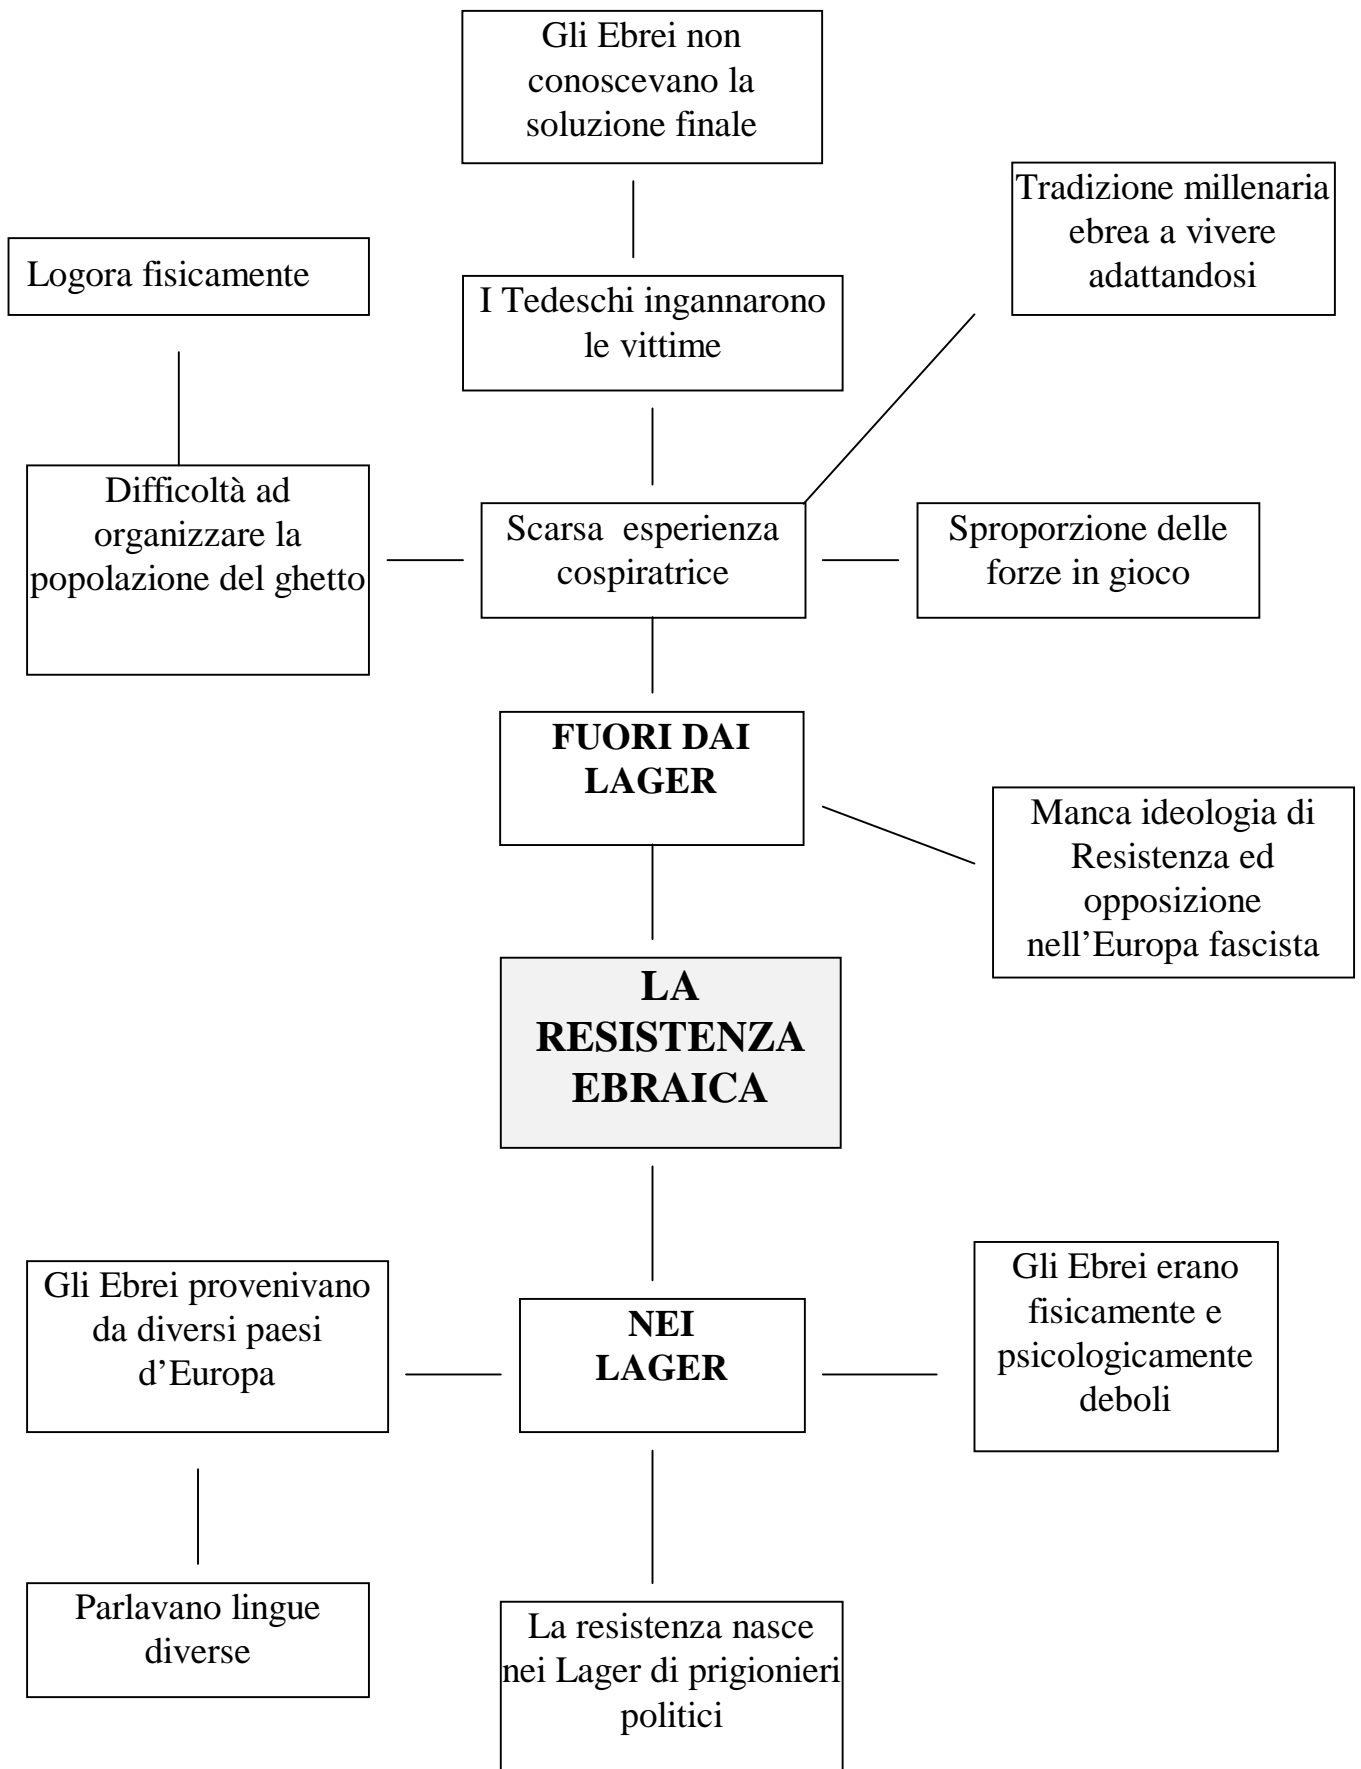 Gli Ebrei non
conoscevano la
soluzione finale
Tradizione millenaria
ebrea a vivere
adattandosi
Logora fisicamente
I Tedeschi ingannarono
le vittime
Difficoltà ad
organizzare la
popolazione del ghetto
Scarsa esperienza
cospiratrice
Sproporzione delle
forze in gioco
FUORI DAI
LAGER
Manca ideologia di
Resistenza ed
opposizione
nell’Europa fascista
LA
RESISTENZA
EBRAICA
Gli Ebrei provenivano
da diversi paesi
d’Europa
NEI
LAGER
Gli Ebrei erano
fisicamente e
psicologicamente
deboli
Parlavano lingue
diverse
La resistenza nasce
nei Lager di prigionieri
politici